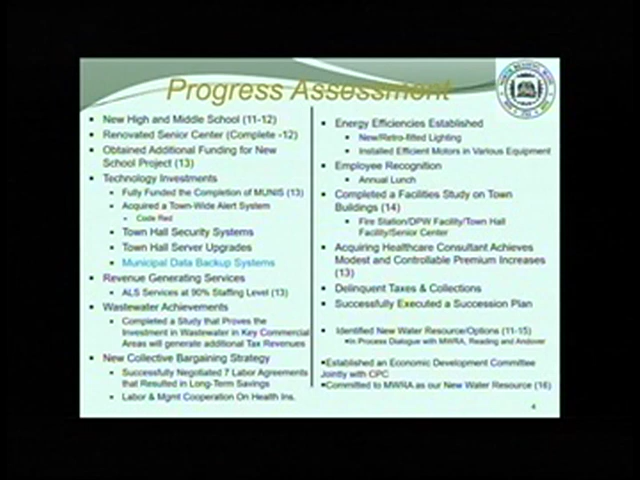 Progress Assessment
New High and Middle School (11-12)
Renovated Senior Center (Complete -12)
Obtained Additional Funding for New
School Project (13)
Technology Investments
Fully Funded the Completion of MUNIS (13)
Acquired a Town-Wide Alert System
Code Red
Town Hall Security Systems
Town Hall Server Upgrades
Municipal Data Backup Systems
Revenue Generating Services
ALS Services at 90% Staffing Level (13)
Wastewater Achievements
Completed a Study that Proves the
Investment in Wastewater in Key Commercial
Areas will generate additional Tax Revenues
New Collective Bargaining Strategy
Successfully Negotiated 7 Labor Agreements
that Resulted in Long-Term Savings
Labor & Mgmt Cooperation On Health Ins.
Energy Efficiencies Established
New/Retro-fitted Lighting
Installed Efficient Motors in Various Equipment
Employee Recognition
Annual Lunch
Completed a Facilities Study on Town
Buildings (14)
Fire Station/DPW Facility/Town Hall
Facility/Senior Center
Acquiring Healthcare Consultant Achieves
Modest and Controllable Premium Increases
(13)
Delinquent Taxes & Collections
Successfully Executed a Succession Plan
Identified New Water Resource/Options (11-15)
In Process Dialogue with MWRA, Reading and Andover
Established an Economic Development Committee
Jointly with CPC
Committed to MWRA as our New Water Resource (16)
4